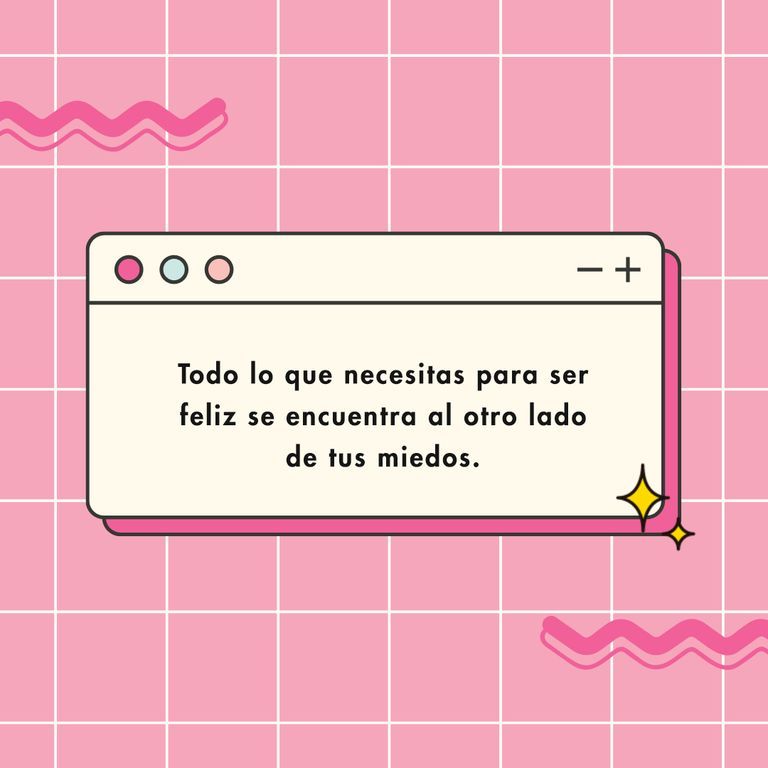 Todo lo que necesitas para ser
feliz se encuentra al otro lado
de tus miedos.